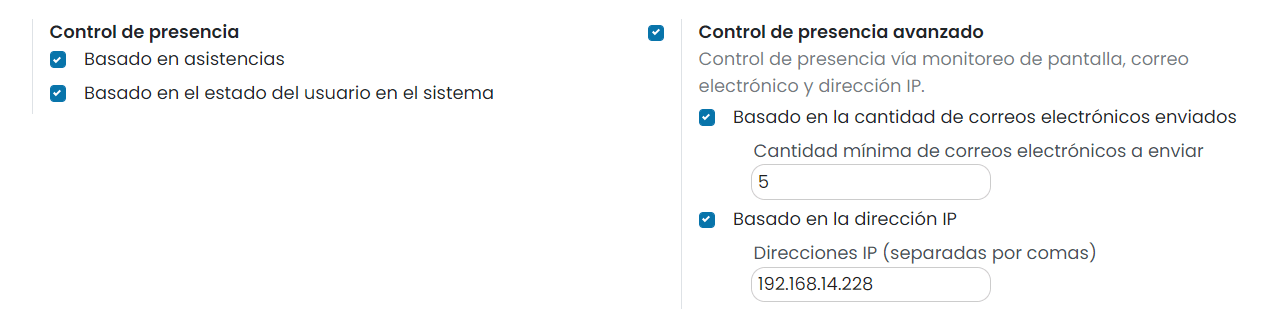 Control de presencia
Basado en asistencias
Basado en el estado del usuario en el sistema
Control de presencia avanzado
Control de presencia vía monitoreo de pantalla, correo
electrónico y dirección IP.
Basado en la cantidad de correos electrónicos enviados
Cantidad mínima de correos electrónicos a enviar
5
Basado en la dirección IP
Direcciones IP (separadas por comas)
192.168.14.228